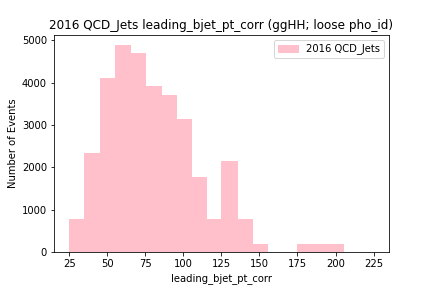 2016 QCD_Jets leading_bjet_pt_corr (ggHH; loose pho_id)
2016 QCD_Jets
5000
4000
3000
2000
1000
0
Number of Events
25 50 75 100 125 150 175 200 225
leading_bjet_pt_corr